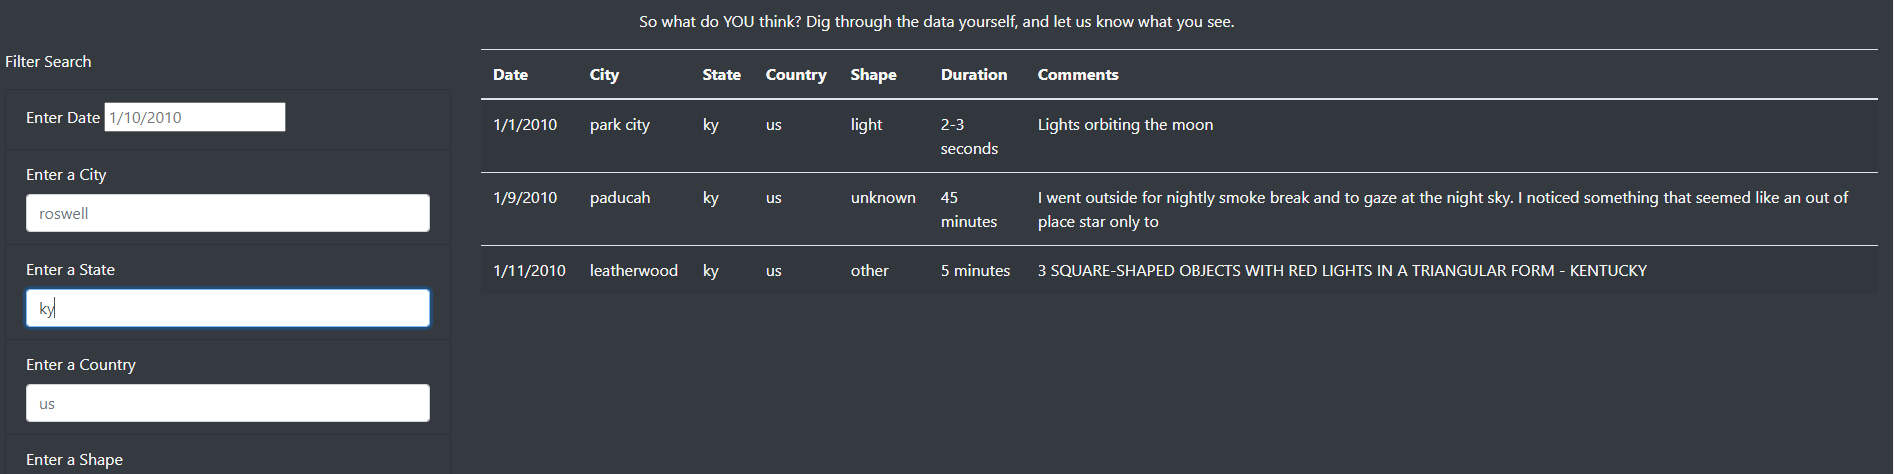 So what do YOU think? Dig through the data yourself, and let us know what you see.
Filter Search
Enter Date 1/10/2010
Enter a City
roswell
Enter a State
ky
Enter a Country
us
Enter a Shape
Date City State Country Shape Duration Comments
1/1/2010 park city ky us light 2-3 Lights orbiting the moon
seconds
1/9/2010 paducah ky us unknown 45 I went outside for nightly smoke break and to gaze at the night sky. I noticed something that seemed like an out of
minutes place star only to
1/11/2010 leatherwood ky us other 5 minutes 3 SQUARE-SHAPED OBJECTS WITH RED LIGHTS IN A TRIANGULAR FORM - KENTUCKY